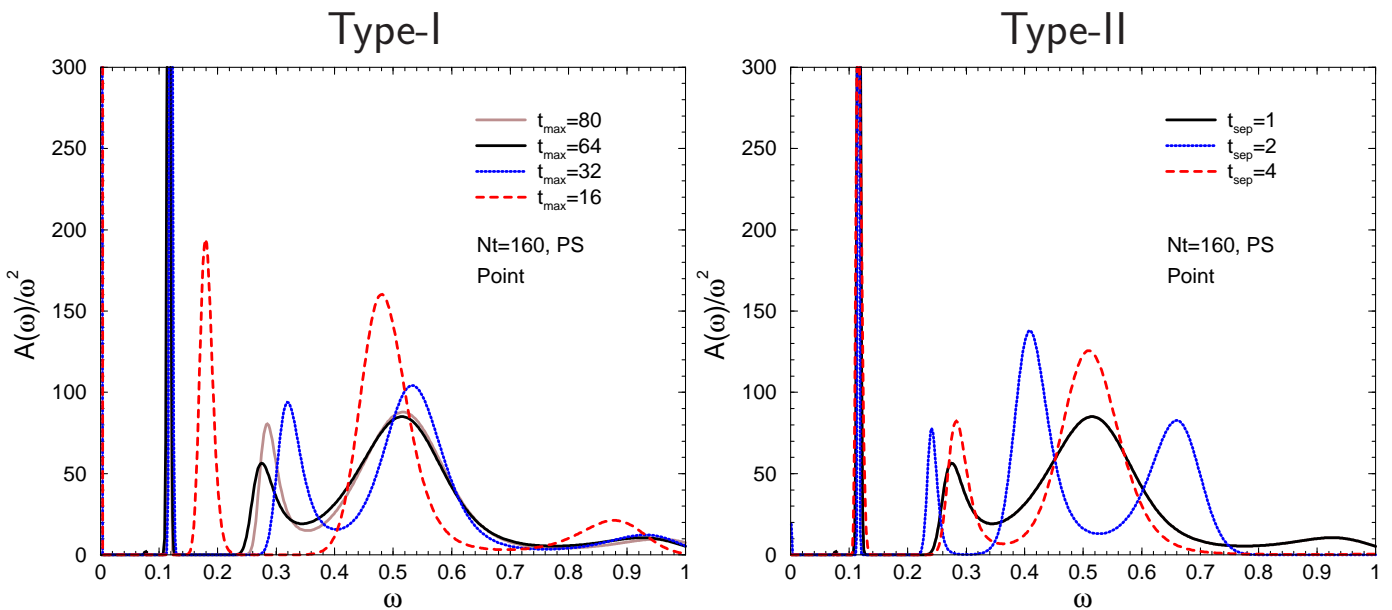 Type-I
300
250
200
150
100
50
0
A(ω)/ω²
t_max=80
t_max=64
t_max=32
t_max=16
Nt=160, PS
Point
0 0.1 0.2 0.3 0.4 0.5 0.6 0.7 0.8 0.9 1
ω
Type-II
300
250
200
150
100
50
0
A(ω)/ω²
t_sep=1
t_sep=2
t_sep=4
Nt=160, PS
Point
0 0.1 0.2 0.3 0.4 0.5 0.6 0.7 0.8 0.9 1
ω